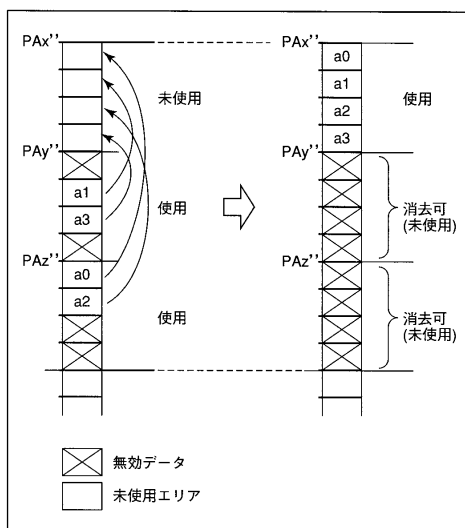 PAx’’
PAx’’
a0
a1
未使用
使用
a2
a3
PAy’’
PAy’’
a1
消去可
(未使用)
a3
使用
PAz’’
PAz’’
a0
a2
消去可
(未使用)
使用
無効データ
未使用エリア